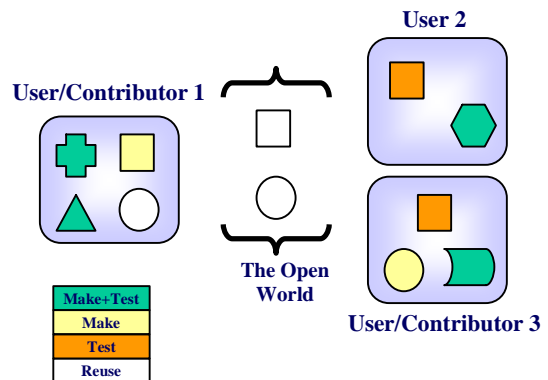 User 2
User/Contributor 1
The Open
World
User/Contributor 3
Make+Test
Make
Test
Reuse